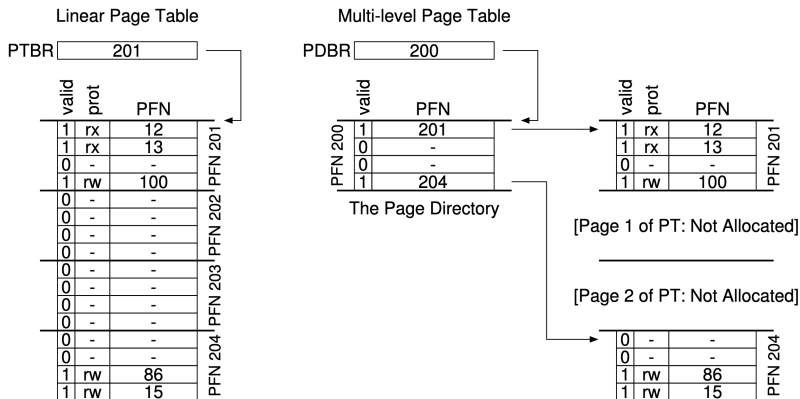 Linear Page Table
PTBR 201
valid prot PFN
1 rx 12
1 rx 13
0 - -
1 rw 100
PFN 201
0 - -
0 - -
0 - -
0 - -
PFN 202
0 - -
0 - -
0 - -
0 - -
PFN 203
0 - -
0 - -
1 rw 86
1 rw 15
PFN 204
Multi-level Page Table
PDBR 200
valid PFN
PFN 200
1 201
0 -
0 -
1 204
The Page Directory
valid prot PFN
1 rx 12
1 rx 13
0 - -
1 rw 100
PFN 201
[Page 1 of PT: Not Allocated]
[Page 2 of PT: Not Allocated]
0 - -
0 - -
1 rw 86
1 rw 15
PFN 204